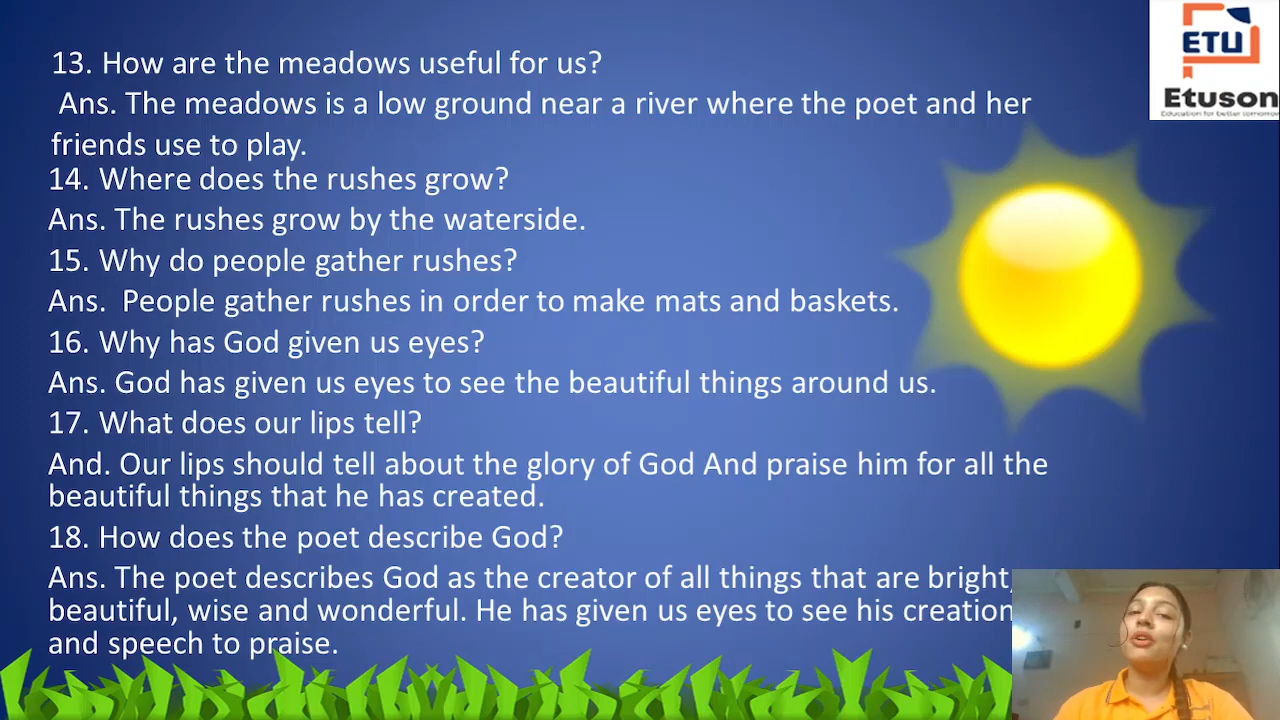 ETU
Etuson
Education for better tomorrow
13. How are the meadows useful for us?
Ans. The meadows is a low ground near a river where the poet and her
friends use to play.
14. Where does the rushes grow?
Ans. The rushes grow by the waterside.
15. Why do people gather rushes?
Ans. People gather rushes in order to make mats and baskets.
16. Why has God given us eyes?
Ans. God has given us eyes to see the beautiful things around us.
17. What does our lips tell?
And. Our lips should tell about the glory of God And praise him for all the
beautiful things that he has created.
18. How does the poet describe God?
Ans. The poet describes God as the creator of all things that are bright,
beautiful, wise and wonderful. He has given us eyes to see his creation
and speech to praise.